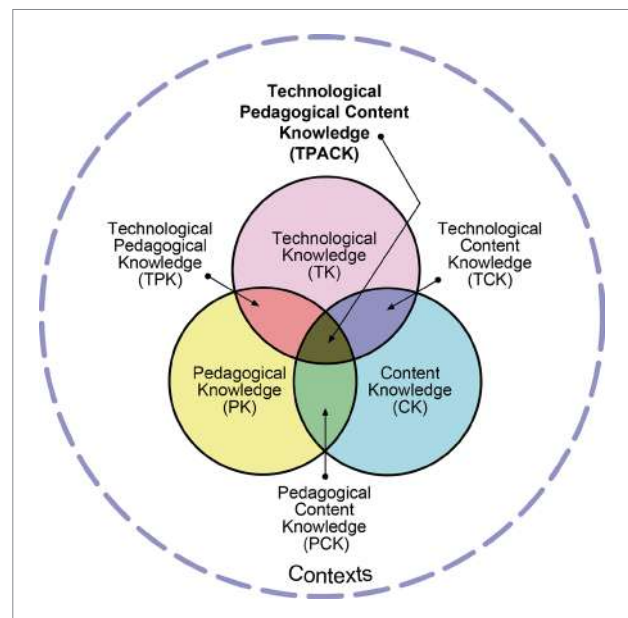 Technological
Pedagogical Content
Knowledge
(TPACK)
Technological
Pedagogical
Knowledge
(TPK)
Technological
Knowledge
(TK)
Technological
Content
Knowledge
(TCK)
Pedagogical
Knowledge
(PK)
Content
Knowledge
(CK)
Pedagogical
Content
Knowledge
(PCK)
Contexts